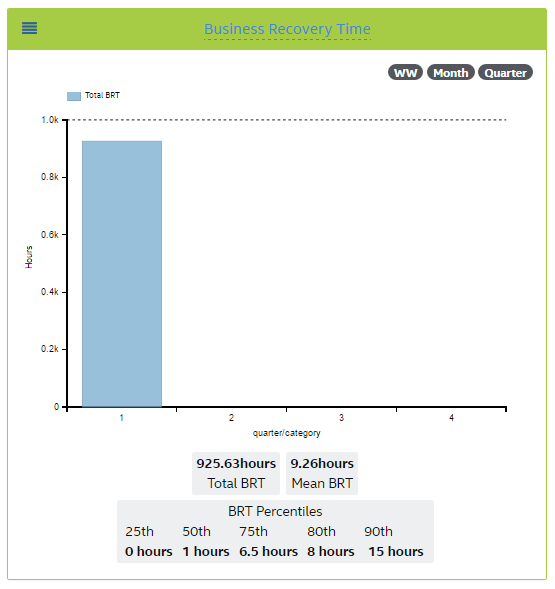 Business Recovery Time
WW Month Quarter
Total BRT
1.0k
0.8k
0.6k
0.4k
0.2k
0
Hours
1 2 3 4
quarter/category
925.63hours 9.26hours
Total BRT Mean BRT
BRT Percentiles
25th 50th 75th 80th 90th
0 hours 1 hours 6.5 hours 8 hours 15 hours